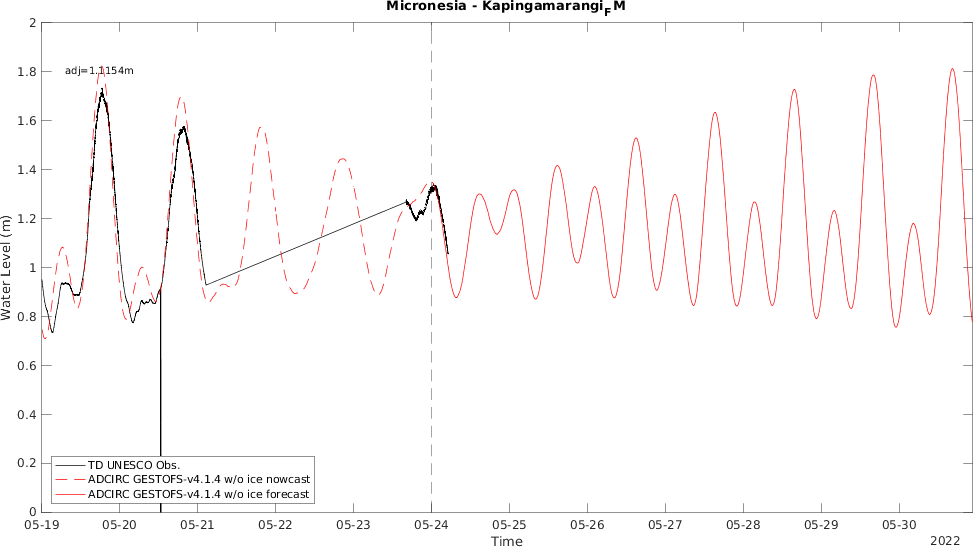 Micronesia - Kapingamarangi_FM
adj=1.1154m
2
1.8
1.6
1.4
1.2
1
0.8
0.6
0.4
0.2
0
Water Level (m)
TD UNESCO Obs.
ADCIRC GESTOFS-v4.1.4 w/o ice nowcast
ADCIRC GESTOFS-v4.1.4 w/o ice forecast
05-19 05-20 05-21 05-22 05-23 05-24 05-25 05-26 05-27 05-28 05-29 05-30
Time
2022